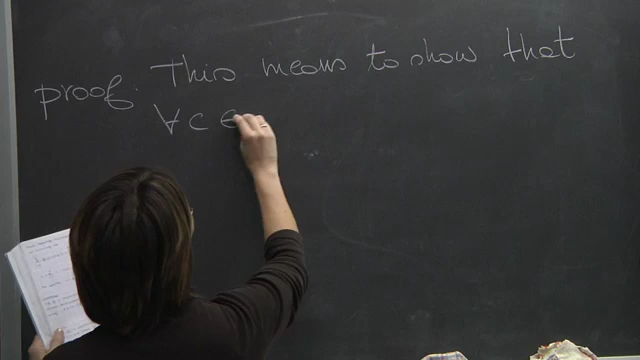 proof. This means to show that
∀ c ∈